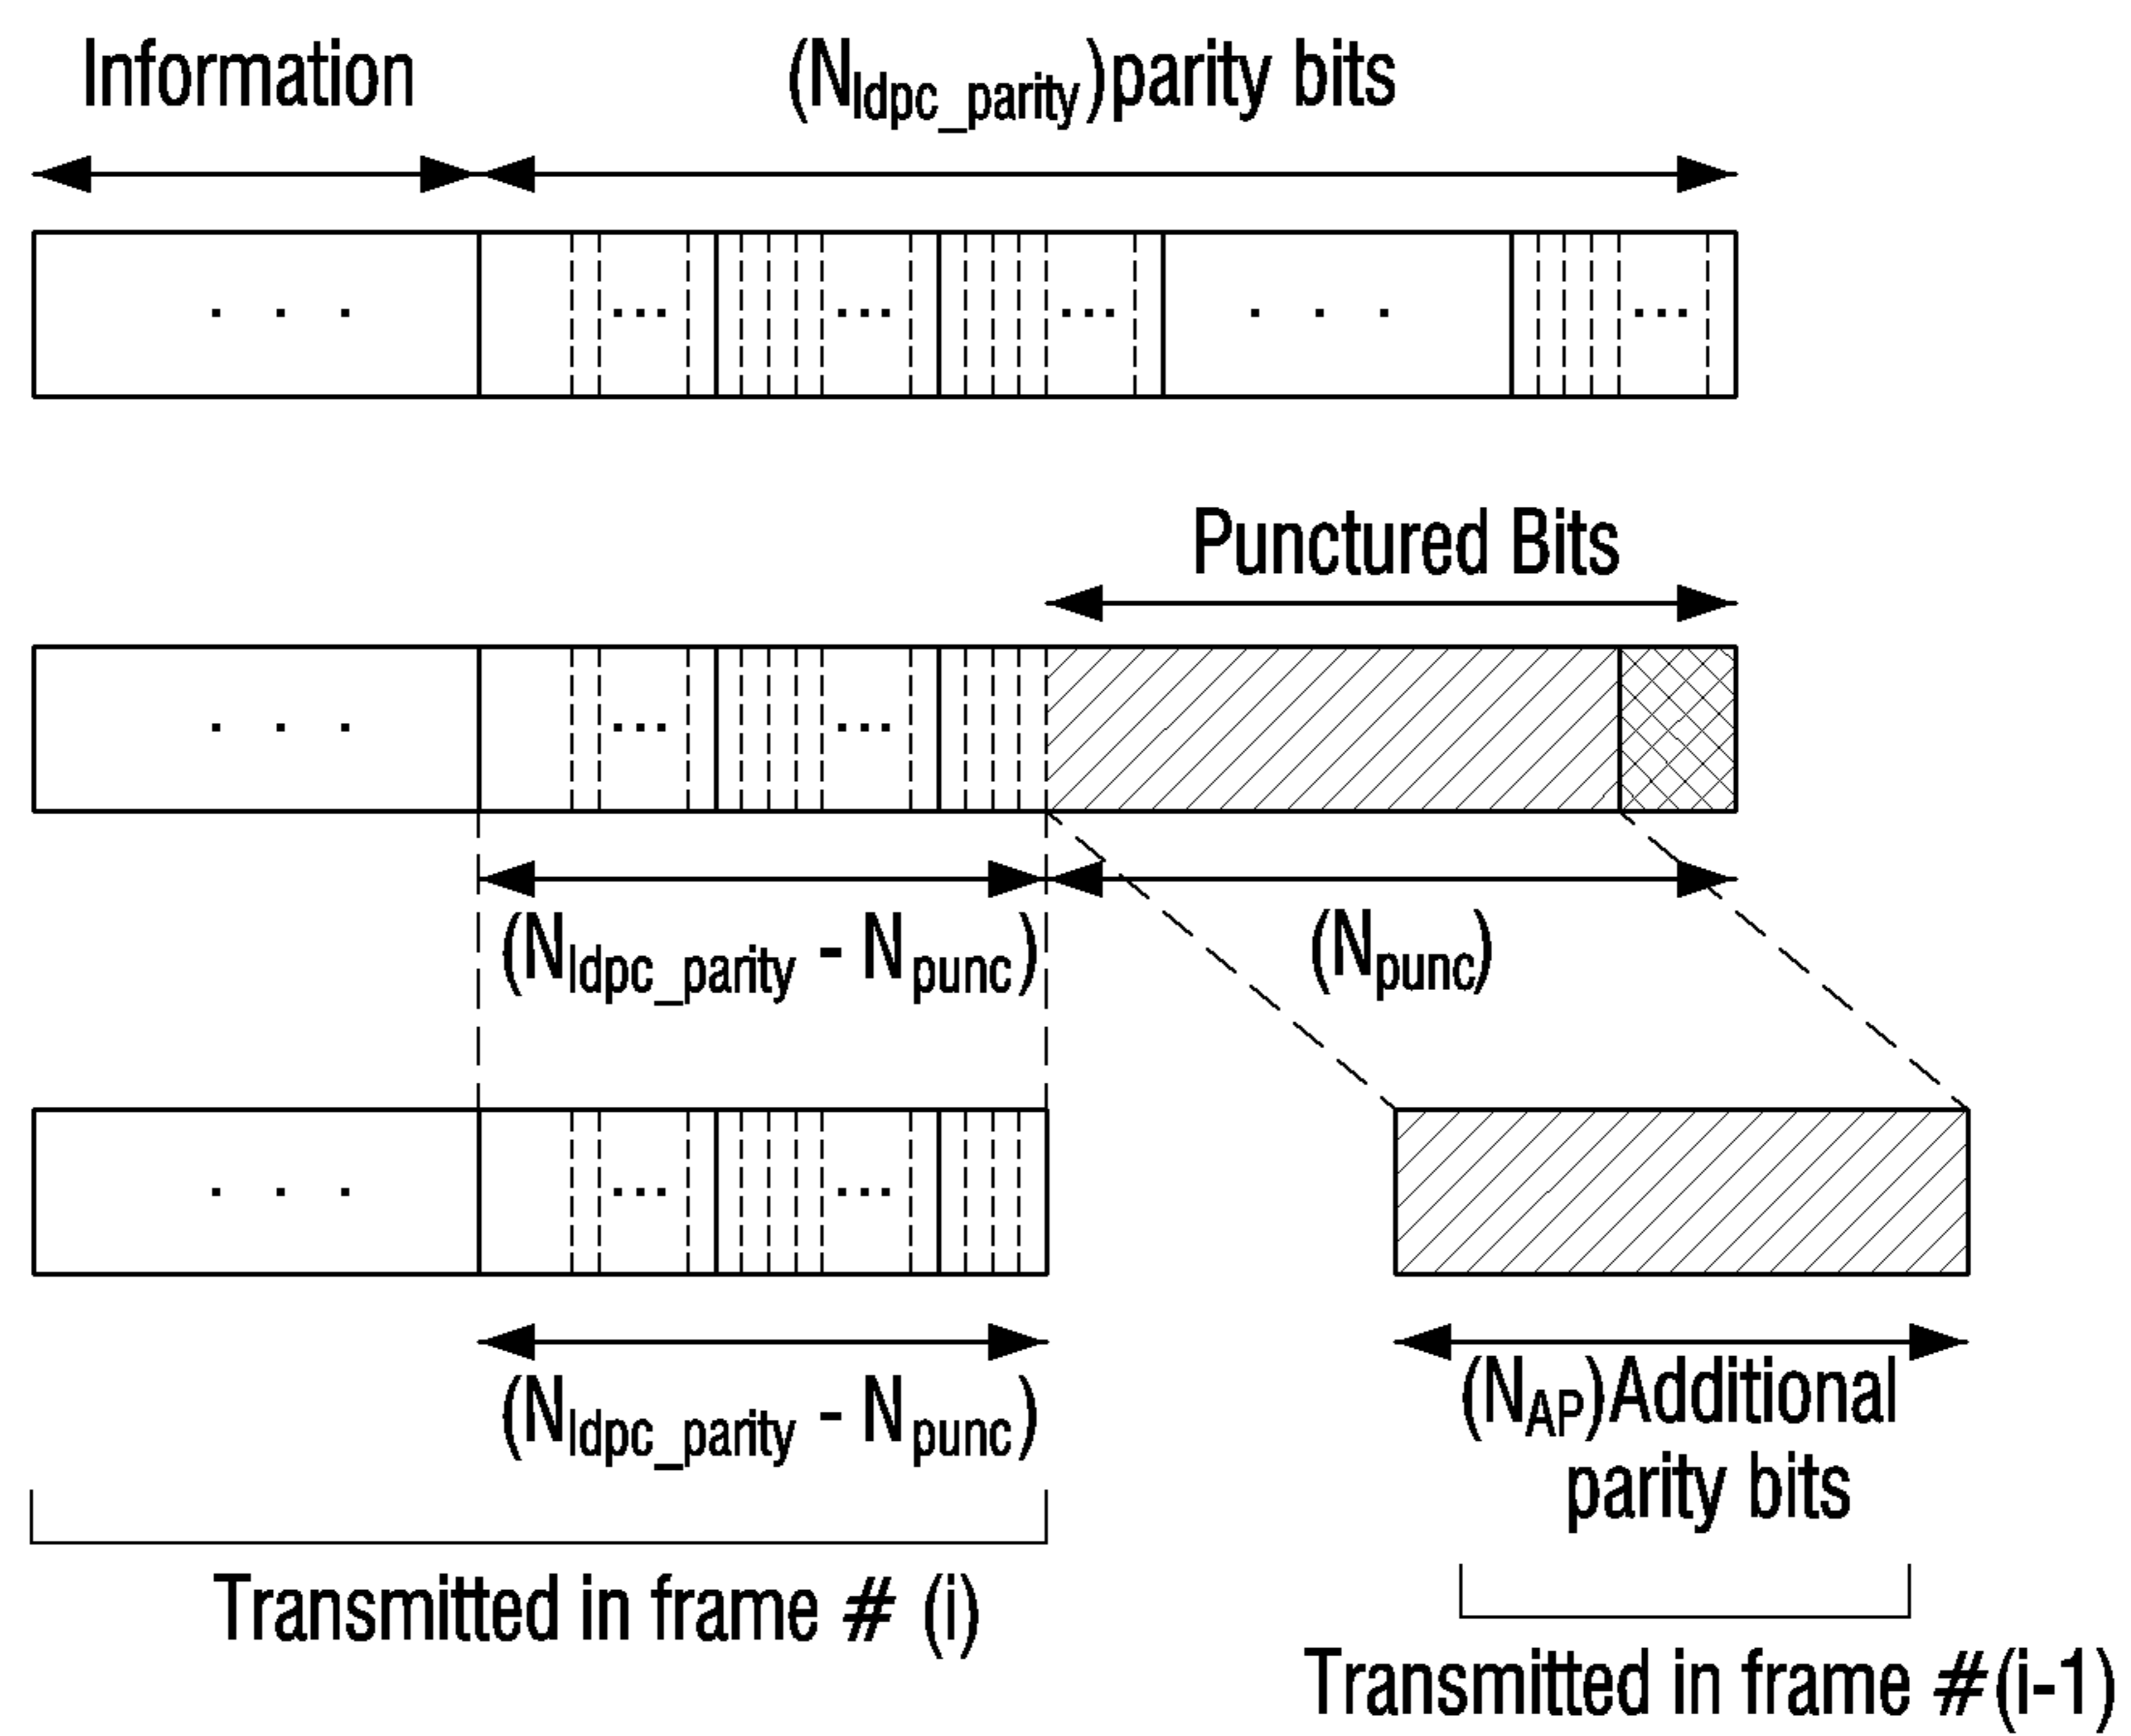 Information
(Nldpc_parity)parity bits
. . .
...
...
...
. . .
...
Punctured Bits
. . .
...
...
(Nldpc_parity - Npunc)
(Npunc)
. . .
...
...
(Nldpc_parity - Npunc)
(NAP)Additional
parity bits
Transmitted in frame # (i)
Transmitted in frame #(i-1)